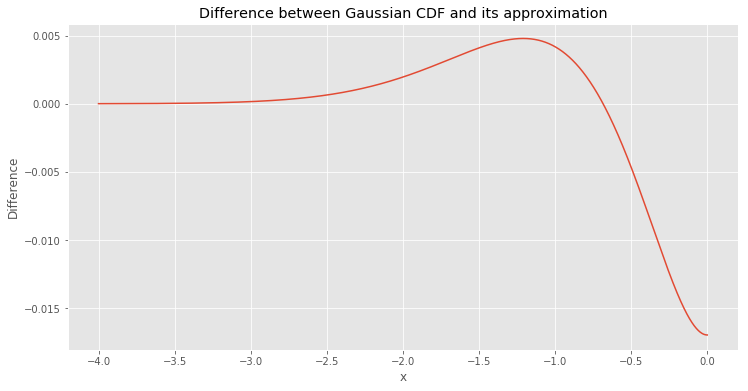 Difference between Gaussian CDF and its approximation
0.005
0.000
−0.005
−0.010
−0.015
Difference
−4.0 −3.5 −3.0 −2.5 −2.0 −1.5 −1.0 −0.5 0.0
x